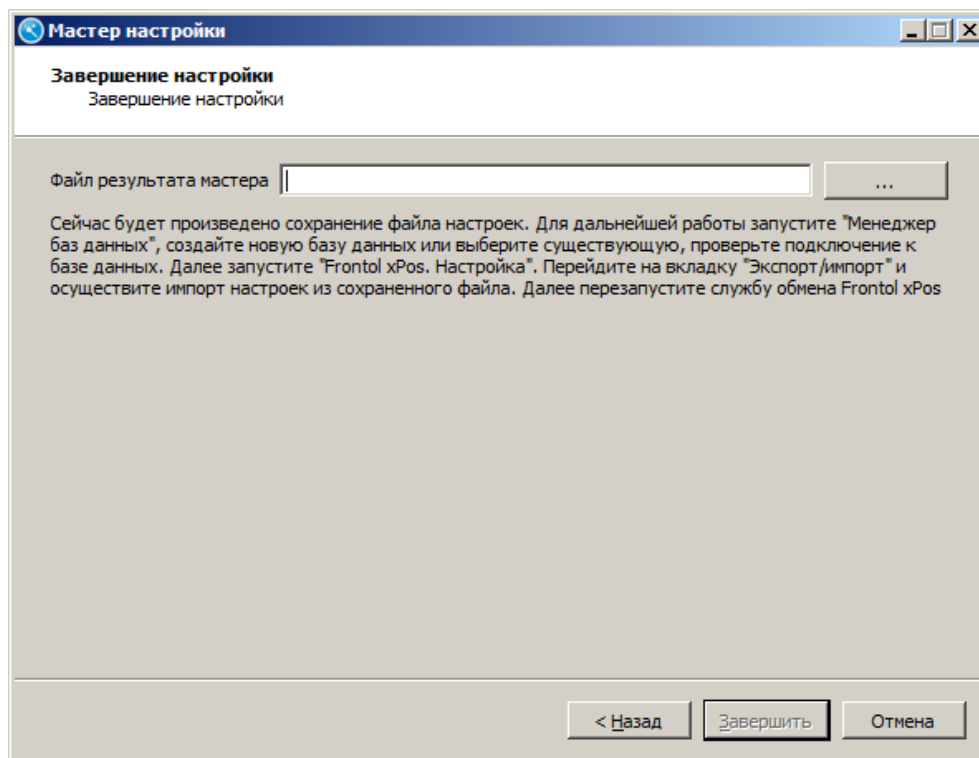 Мастер настройки
Завершение настройки
Завершение настройки
Файл результата мастера
...
Сейчас будет произведено сохранение файла настроек. Для дальнейшей работы запустите "Менеджер
баз данных", создайте новую базу данных или выберите существующую, проверьте подключение к
базе данных. Далее запустите "Frontol xPos. Настройка". Перейдите на вкладку "Экспорт/импорт" и
осуществите импорт настроек из сохраненного файла. Далее перезапустите службу обмена Frontol xPos
< Назад
Завершить
Отмена